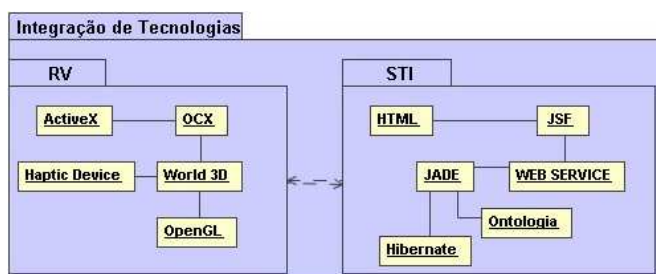 Integração de Tecnologias
RV
ActiveX
OCX
Haptic Device
World 3D
OpenGL
STI
HTML
JSF
JADE
WEB SERVICE
Ontologia
Hibernate